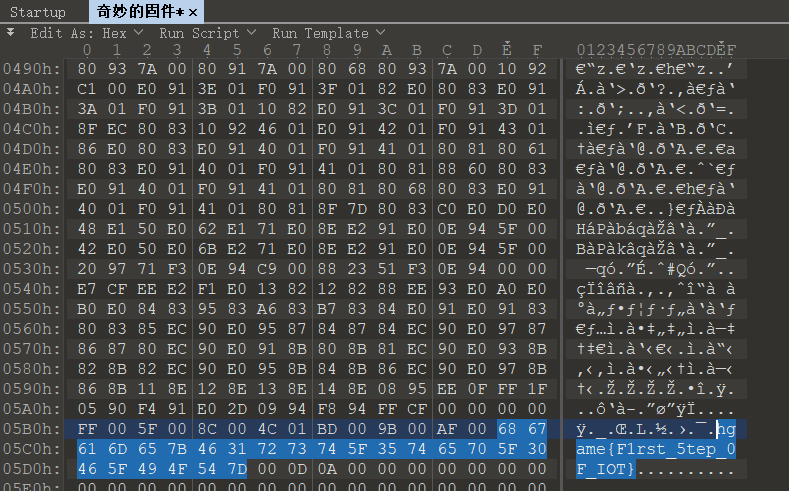 Startup 奇妙的固件* ×
Edit As: Hex Run Script Run Template
0 1 2 3 4 5 6 7 8 9 A B C D E F 0123456789ABCDEF
0490h: 80 93 7A 00 80 91 7A 00 80 68 80 93 7A 00 10 92 €“z.€‘z.€h€“z..’
04A0h: C1 00 E0 91 3E 01 F0 91 3F 01 82 E0 80 83 E0 91 Á.à‘>.ð‘?.‚à€ƒà‘
04B0h: 3A 01 F0 91 3B 01 10 82 E0 91 3C 01 F0 91 3D 01 :.ð‘;..‚à‘<.ð‘=.
04C0h: 8F EC 80 83 10 92 46 01 E0 91 42 01 F0 91 43 01 .ì€ƒ.’F.à‘B.ð‘C.
04D0h: 86 E0 80 83 E0 91 40 01 F0 91 41 01 80 81 80 61 †à€ƒà‘@.ð‘A.€.€a
04E0h: 80 83 E0 91 40 01 F0 91 41 01 80 81 88 60 80 83 €ƒà‘@.ð‘A.€.ˆ`€ƒ
04F0h: E0 91 40 01 F0 91 41 01 80 81 80 68 80 83 E0 91 à‘@.ð‘A.€.€h€ƒà‘
0500h: 40 01 F0 91 41 01 80 81 8F 7D 80 83 C0 E0 D0 E0 @.ð‘A.€..}€ƒÀàÐà
0510h: 48 E1 50 E0 62 E1 71 E0 8E E2 91 E0 0E 94 5F 00 HáPàbáqàŽâ‘à.”_.
0520h: 42 E0 50 E0 6B E2 71 E0 8E E2 91 E0 0E 94 5F 00 BàPàkâqàŽâ‘à.”_.
0530h: 20 97 71 F3 0E 94 C9 00 88 23 51 F3 0E 94 00 00 —qó.”É.ˆ#Qó.”..
0540h: E7 CF EE E2 F1 E0 13 82 12 82 88 EE 93 E0 A0 E0 çÏîâñà.‚.‚ˆî“à à
0550h: B0 E0 84 83 95 83 A6 83 B7 83 84 E0 91 E0 91 83 °à„ƒ•ƒ¦ƒ·ƒ„à‘à‘ƒ
0560h: 80 83 85 EC 90 E0 95 87 84 87 84 EC 90 E0 97 87 €ƒ…ì.à•‡„‡„ì.à—‡
0570h: 86 87 80 EC 90 E0 91 8B 80 8B 81 EC 90 E0 93 8B †‡€ì.à‘‹€‹.ì.à“‹
0580h: 82 8B 82 EC 90 E0 95 8B 84 8B 86 EC 90 E0 97 8B ‚‹‚ì.à•‹„‹†ì.à—‹
0590h: 86 8B 11 8E 12 8E 13 8E 14 8E 08 95 EE 0F FF 1F †‹.Ž.Ž.Ž.Ž.•î.ÿ.
05A0h: 05 90 F4 91 E0 2D 09 94 F8 94 FF CF 00 00 00 00 ..ô‘à-.”ø”ÿÏ....
05B0h: FF 00 5F 00 8C 00 4C 01 BD 00 9B 00 AF 00 68 67 ÿ._.Œ.L.½.›.¯.hg
05C0h: 61 6D 65 7B 46 31 72 73 74 5F 35 74 65 70 5F 30 ame{F1rst_5tep_0
05D0h: 46 5F 49 4F 54 7D 00 00 0D 0A 00 00 00 00 00 00 F_IOT}..........
05E0h: 00 00 00 00 00 00 00 00 00 00 00 00 00 00 00 00 ................